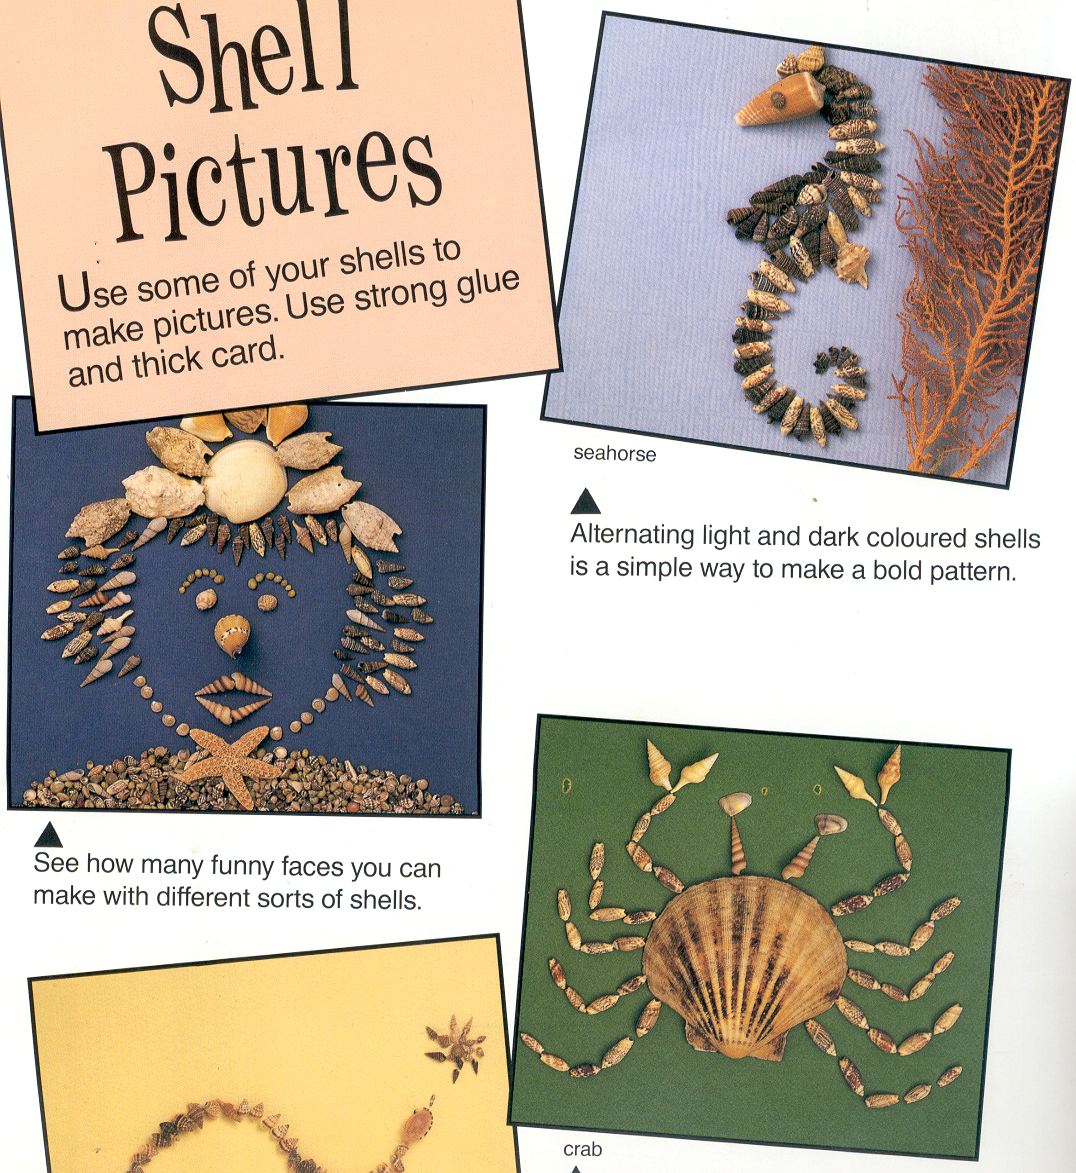 Shell
Pictures
Use some of your shells to
make pictures. Use strong glue
and thick card.
seahorse
Alternating light and dark coloured shells
is a simple way to make a bold pattern.
See how many funny faces you can
make with different sorts of shells.
crab